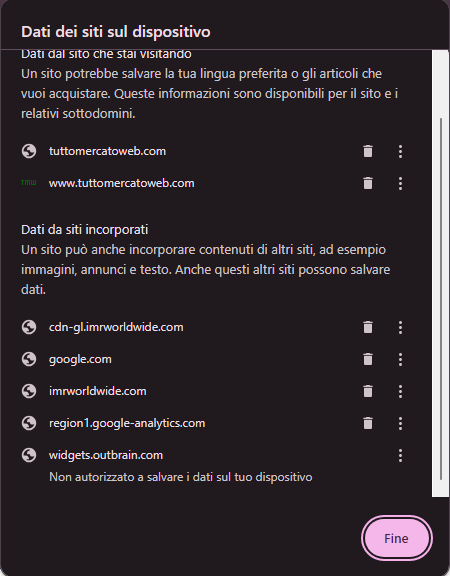 Dati dei siti sul dispositivo
Dati dal sito che stai visitando
Un sito potrebbe salvare la tua lingua preferita o gli articoli che
vuoi acquistare. Queste informazioni sono disponibili per il sito e i
relativi sottodomini.
tuttomercatoweb.com
TMW www.tuttomercatoweb.com
Dati da siti incorporati
Un sito può anche incorporare contenuti di altri siti, ad esempio
immagini, annunci e testo. Anche questi altri siti possono salvare
dati.
cdn-gl.imrworldwide.com
google.com
imrworldwide.com
region1.google-analytics.com
widgets.outbrain.com
Non autorizzato a salvare i dati sul tuo dispositivo
Fine